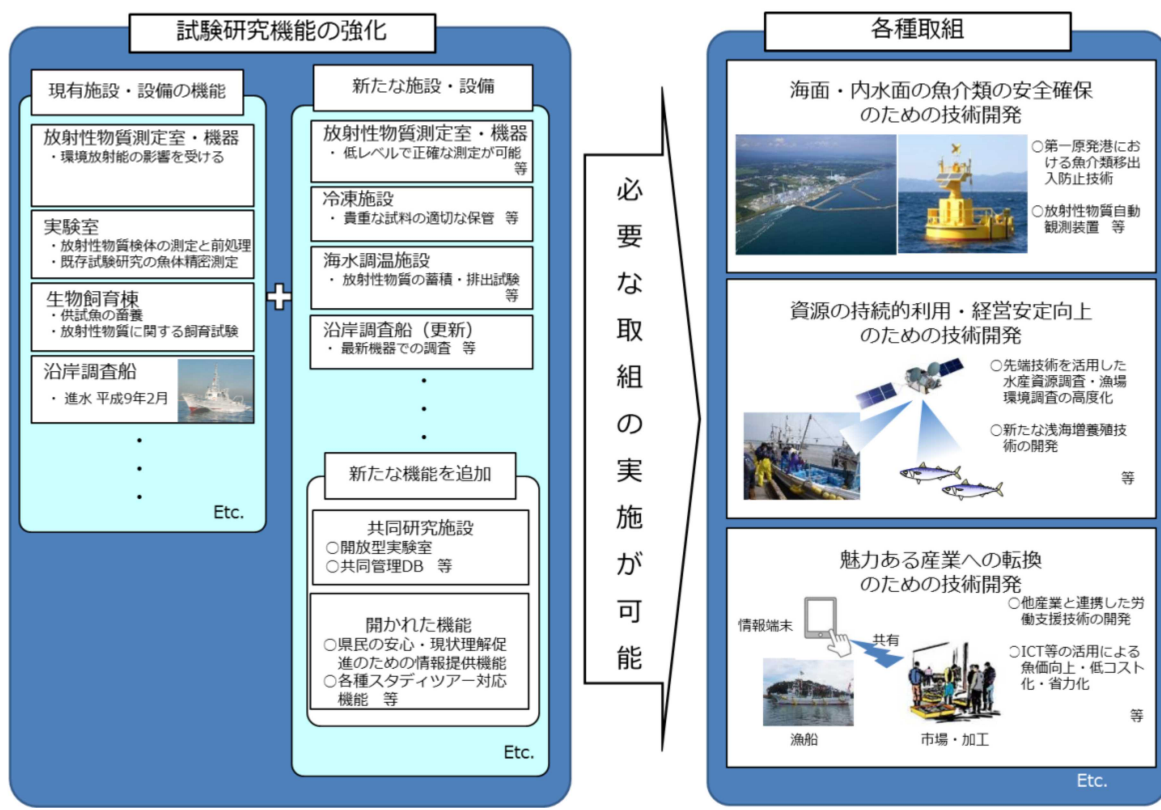 試験研究機能の強化
現有施設・設備の機能
放射性物質測定室・機器
・環境放射能の影響を受ける
実験室
・放射性物質検体の測定と前処理
・既存試験研究の魚体精密測定
生物飼育棟
・供試魚の畜養
・放射性物質に関する飼育試験
沿岸調査船
・進水 平成9年2月
・
・
・
Etc.
+
新たな施設・設備
放射性物質測定室・機器
・低レベルで正確な測定が可能
等
冷凍施設
・貴重な試料の適切な保管 等
海水調温施設
・放射性物質の蓄積・排出試験
等
沿岸調査船（更新）
・最新機器での調査 等
・
・
・
新たな機能を追加
共同研究施設
○開放型実験室
○共同管理DB 等
開かれた機能
○県民の安心・現状理解促
進のための情報提供機能
○各種スタディツアー対応
機能 等
Etc.
必要な取組の実施が可能
各種取組
海面・内水面の魚介類の安全確保
のための技術開発
○第一原発港にお
ける魚介類移出
入防止技術
○放射性物質自動
観測装置 等
資源の持続的利用・経営安定向上
のための技術開発
○先端技術を活用した
水産資源調査・漁場
環境調査の高度化
○新たな浅海増養殖技
術の開発
等
魅力ある産業への転換
のための技術開発
情報端末
共有
漁船
市場・加工
○他産業と連携した労
働支援技術の開発
○ICT等の活用による
魚価向上・低コスト
化・省力化
等
Etc.